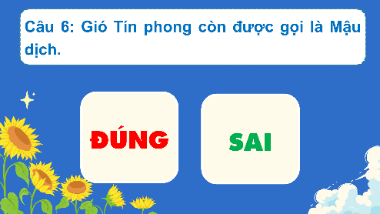 Câu 6: Gió Tín phong còn được gọi là Mậu
dịch.
ĐÚNG
SAI